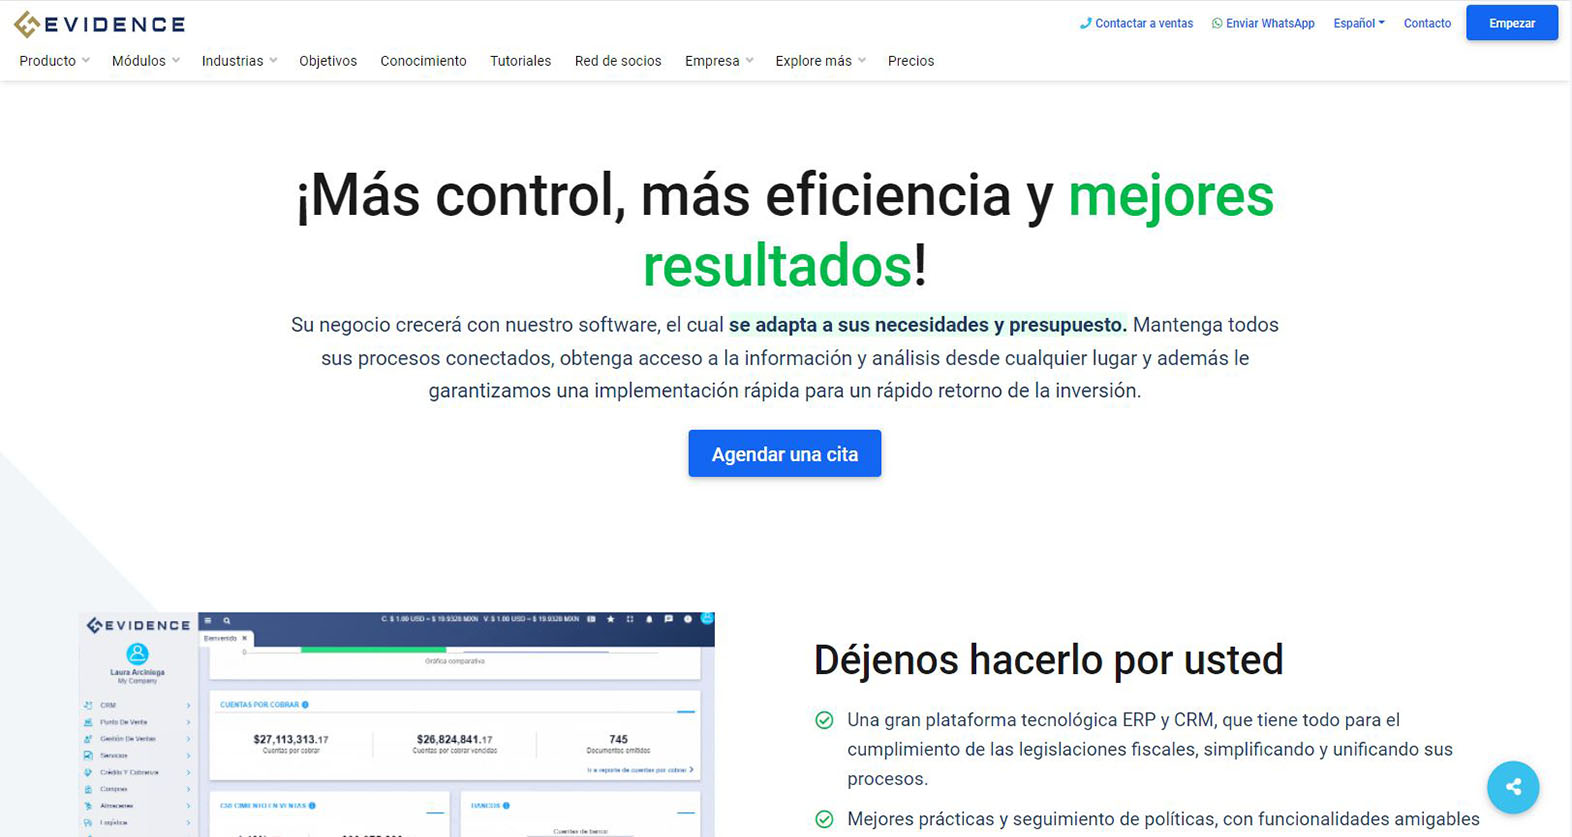 EVIDENCE
Contactar a ventas Enviar WhatsApp Español Contacto Empezar
Producto Módulos Industrias Objetivos Conocimiento Tutoriales Red de socios Empresa Explore más Precios
¡Más control, más eficiencia y mejores
resultados!
Su negocio crecerá con nuestro software, el cual se adapta a sus necesidades y presupuesto. Mantenga todos
sus procesos conectados, obtenga acceso a la información y análisis desde cualquier lugar y además le
garantizamos una implementación rápida para un rápido retorno de la inversión.
Agendar una cita
EVIDENCE
C. $ 1.00 USD = $ 19.9328 MXN V. $ 1.00 USD = $ 19.9328 MXN
Bienvenido
Laura Arciniega
My Company
CRM
Punto De Venta
Gestión De Ventas
Servicios
Crédito Y Cobranza
Compras
Almacenes
Logística
0
Gráfica comparativa
CUENTAS POR COBRAR
$27,113,313.17 $26,824,841.17 745
Cuentas por cobrar Cuentas por cobrar vencidas Documentos emitidos
Ir a reporte de cuentas por cobrar
CRECIMIENTO EN VENTAS BANCOS
Cuentas de banco
Déjenos hacerlo por usted
Una gran plataforma tecnológica ERP y CRM, que tiene todo para el
cumplimiento de las legislaciones fiscales, simplificando y unificando sus
procesos.
Mejores prácticas y seguimiento de políticas, con funcionalidades amigables